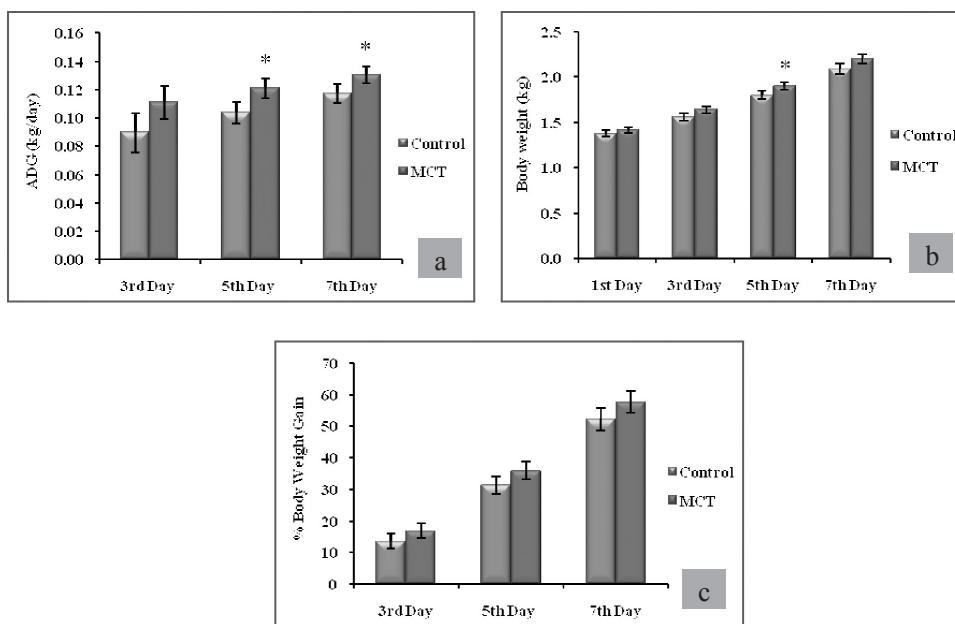 ADG (kg/day)
0.16
0.14
0.12
0.10
0.08
0.06
0.04
0.02
0.00
*
*
3rd Day
5th Day
7th Day
Control
MCT
a
Body weight (kg)
2.5
2.0
1.5
1.0
0.5
0.0
*
1st Day
3rd Day
5th Day
7th Day
Control
MCT
b
% Body Weight Gain
70
60
50
40
30
20
10
0
3rd Day
5th Day
7th Day
Control
MCT
c